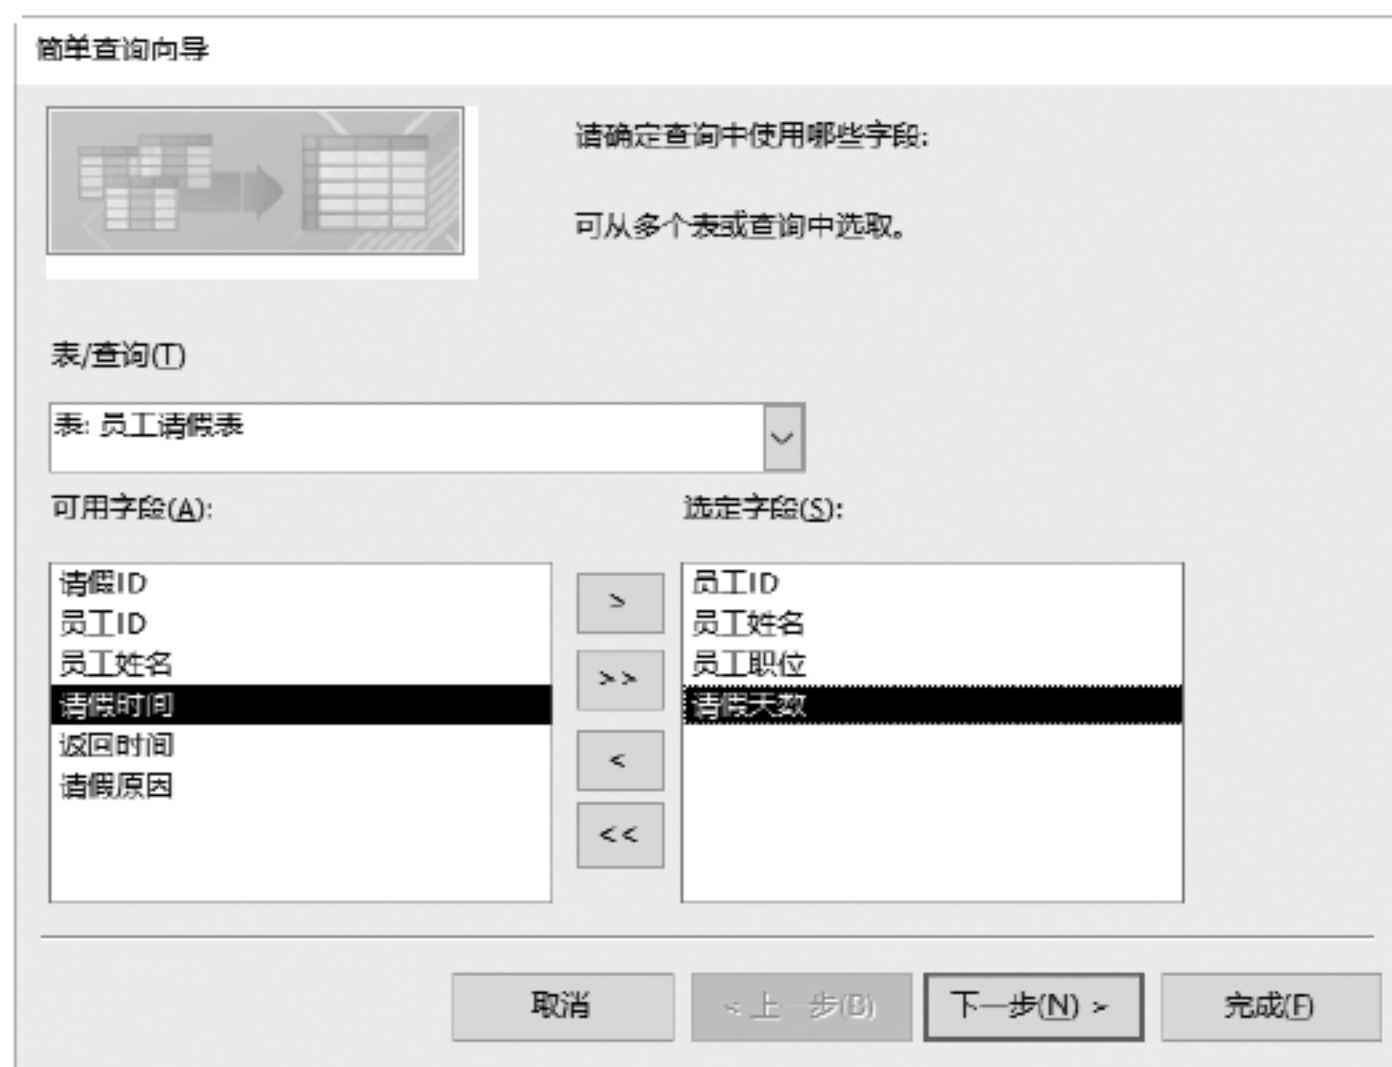 简单查询向导
请确定查询中使用哪些字段:
可从多个表或查询中选取。
表/查询(T)
表: 员工请假表
可用字段(A):
选定字段(S):
请假ID
员工ID
员工姓名
请假时间
返回时间
请假原因
>
>>
<
<<
员工ID
员工姓名
员工职位
请假天数
取消
< 上一步(B)
下一步(N) >
完成(F)